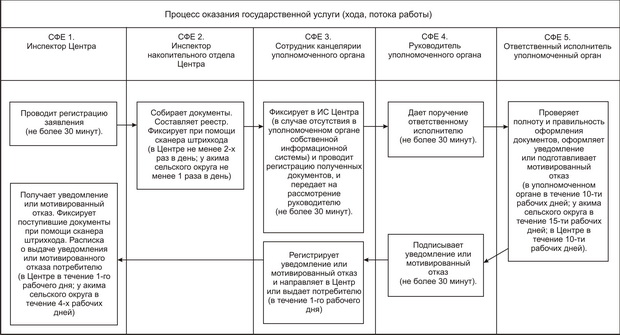 Процесс оказания государственной услуги (хода, потока работы)
СФЕ 1.
Инспектор Центра
СФЕ 2.
Инспектор
накопительного отдела
Центра
СФЕ 3.
Сотрудник канцелярии
уполномоченного органа
СФЕ 4.
Руководитель
уполномоченного органа
СФЕ 5.
Ответственный исполнитель
уполномоченный орган
Проводит регистрацию
заявления
(не более 30 минут).
Собирает документы.
Составляет реестр.
Фиксирует при помощи
сканера штрихкода
(в Центре не менее 2-х
раз в день; у акима
сельского округа не
менее 1 раза в день)
Фиксирует в ИС Центра
(в случае отсутствия в
уполномоченном органе
собственной
информационной
системы) и проводит
регистрацию полученных
документов, и
передает на
рассмотрение
руководителю
(не более 30 минут).
Дает поручение
ответственному
исполнителю
(не более 30 минут).
Проверяет
полноту и правильность
оформления
документов, оформляет
уведомление или
подготавливает
мотивированный
отказ
(в уполномоченном
органе в течение 10-ти
рабочих дней; у акима
сельского округа в
течение 15-ти рабочих
дней; в Центре в
течение 10-ти
рабочих дней).
Получает уведомление
или мотивированный
отказ. Фиксирует
поступившие документы
при помощи сканера
штрихкода. Расписка
о выдаче уведомления
или мотивированного
отказа потребителю
(в Центре в течение 1-го
рабочего дня; у акима
сельского округа в
течение 4-х рабочих
дней)
Регистрирует
уведомление или
мотивированный отказ
и направляет в Центр
или выдает потребителю
(в течение 1-го рабочего
дня)
Подписывает
уведомление или
мотивированный
отказ
(не более 30 минут).